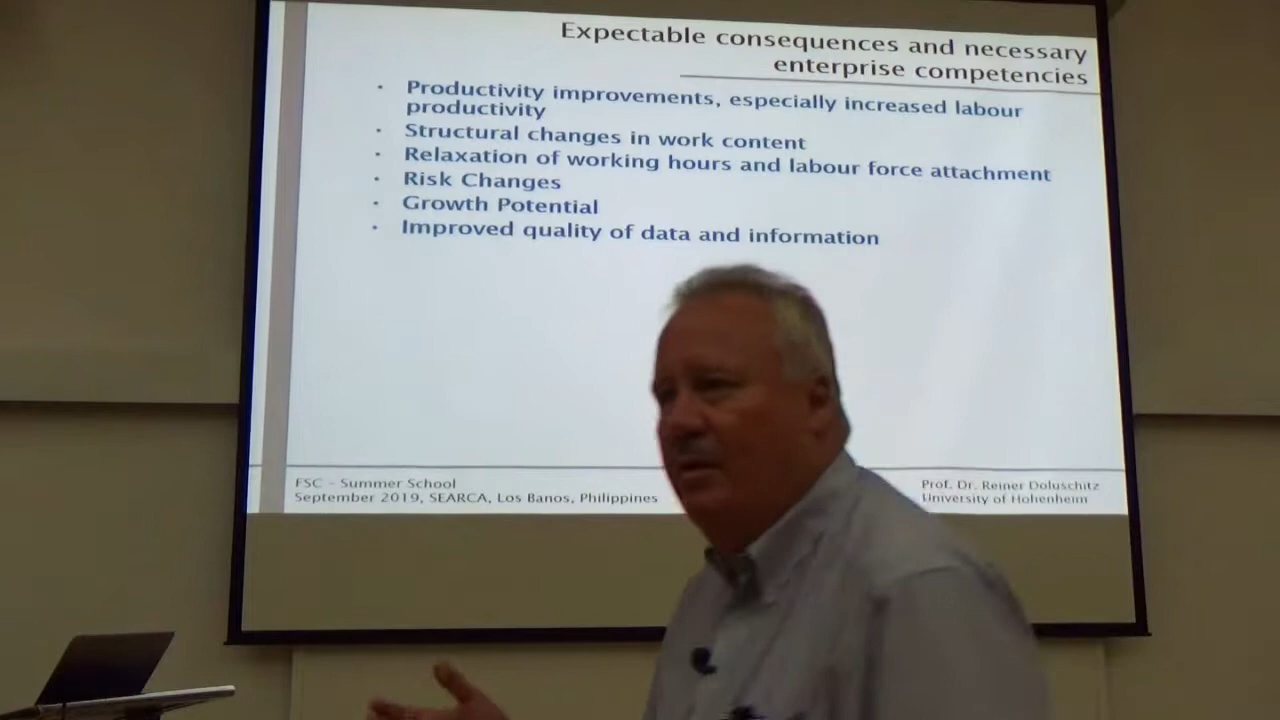 Expectable consequences and necessary
enterprise competencies
· Productivity improvements, especially increased labour
productivity
· Structural changes in work content
· Relaxation of working hours and labour force attachment
· Risk Changes
· Growth Potential
· Improved quality of data and information
FSC - Summer School
September 2019, SEARCA, Los Banos, Philippines
Prof. Dr. Reiner Doluschitz
University of Hohenheim